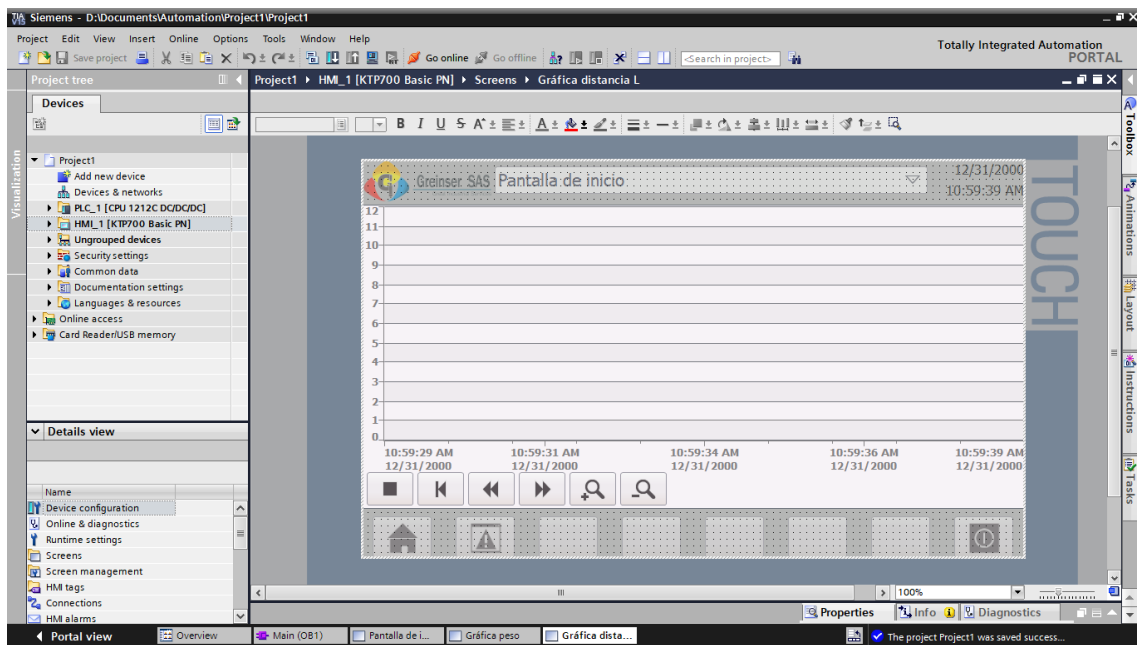 Siemens - D:\Documents\Automation\Project1\Project1
Project Edit View Insert Online Options Tools Window Help
Totally Integrated Automation
PORTAL
Save project Go online Go offline <Search in project>
Project tree
Project1 HMI_1 [KTP700 Basic PN] Screens Gráfica distancia L
Devices
B I U S A
Visualization
Project1
Add new device
Devices & networks
PLC_1 [CPU 1212C DC/DC/DC]
HMI_1 [KTP700 Basic PN]
Ungrouped devices
Security settings
Common data
Documentation settings
Languages & resources
Online access
Card Reader/USB memory
Details view
Name
Device configuration
Online & diagnostics
Runtime settings
Screens
Screen management
HMI tags
Connections
HMI alarms
Greinser SAS Pantalla de inicio
12/31/2000
10:59:39 AM
TOUCH
12
11
10
9
8
7
6
5
4
3
2
1
0
10:59:29 AM 10:59:31 AM 10:59:34 AM 10:59:36 AM 10:59:39 AM
12/31/2000 12/31/2000 12/31/2000 12/31/2000 12/31/2000
Toolbox
Animations
Layout
Instructions
Tasks
100%
Properties Info Diagnostics
Portal view Overview Main (OB1) Pantalla de i... Gráfica peso Gráfica dista... The project Project1 was saved success...